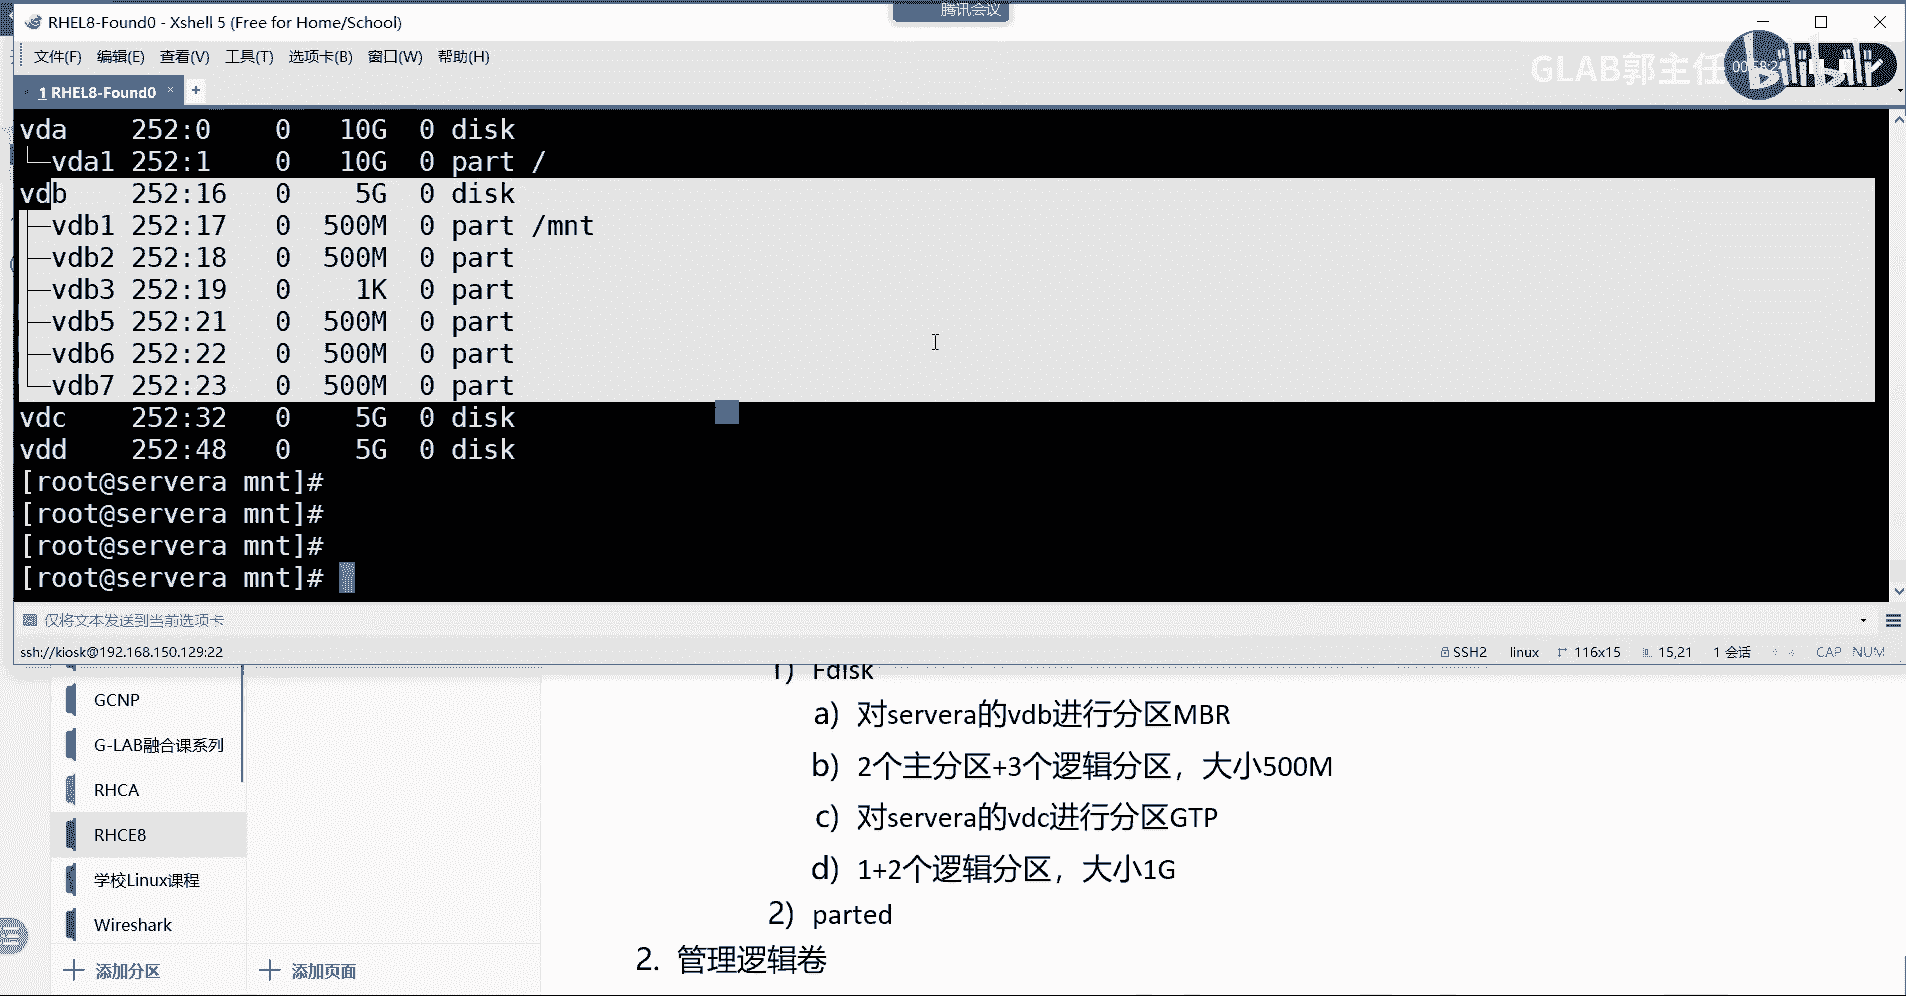 腾讯会议
RHEL8-Found0 - Xshell 5 (Free for Home/School)
文件(F) 编辑(E) 查看(V) 工具(T) 选项卡(B) 窗口(W) 帮助(H)
GLAB郭主任
bilibili
1 RHEL8-Found0 × +
vda 252:0 0 10G 0 disk
└─vda1 252:1 0 10G 0 part /
vdb 252:16 0 5G 0 disk
├─vdb1 252:17 0 500M 0 part /mnt
├─vdb2 252:18 0 500M 0 part
├─vdb3 252:19 0 1K 0 part
├─vdb5 252:21 0 500M 0 part
├─vdb6 252:22 0 500M 0 part
└─vdb7 252:23 0 500M 0 part
vdc 252:32 0 5G 0 disk
vdd 252:48 0 5G 0 disk
[root@servera mnt]#
[root@servera mnt]#
[root@servera mnt]#
[root@servera mnt]#
仅将文本发送到当前选项卡
ssh://kiosk@192.168.150.129:22 SSH2 linux 116x15 15,21 1 会话 CAP NUM
GCNP
G-LAB融合课系列
RHCA
RHCE8
学校Linux课程
Wireshark
添加分区 添加页面
1) Fdisk
a) 对servera的vdb进行分区MBR
b) 2个主分区+3个逻辑分区，大小500M
c) 对servera的vdc进行分区GTP
d) 1+2个逻辑分区，大小1G
2) parted
2. 管理逻辑卷